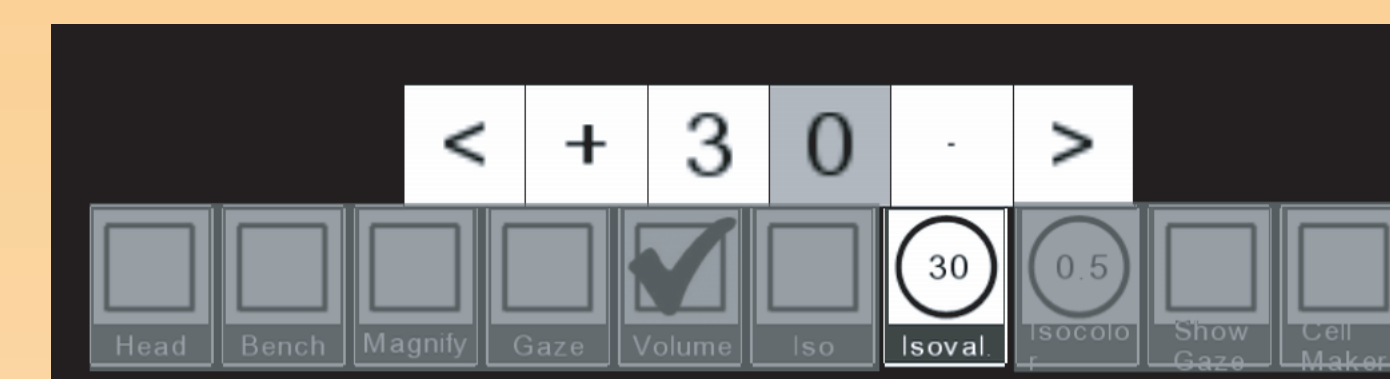 < + 3 0 - >
30 0.5
Head Bench Magnify Gaze Volume Iso Isoval. Isocolo Show Cell
r Gaze Maker